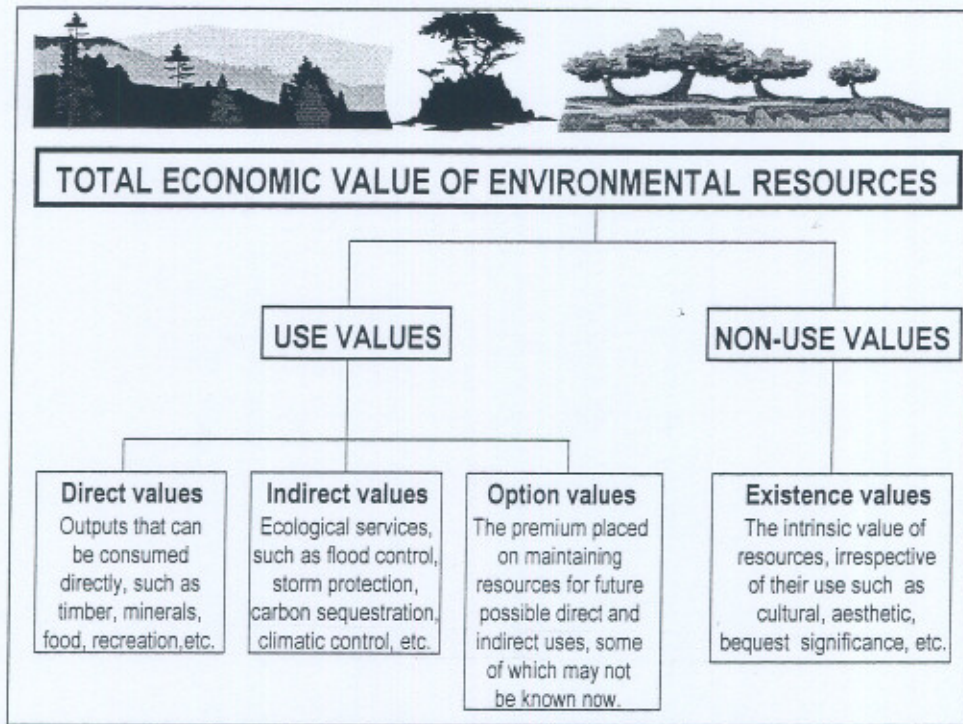 TOTAL ECONOMIC VALUE OF ENVIRONMENTAL RESOURCES
USE VALUES
NON-USE VALUES
Direct values
Outputs that can
be consumed
directly, such as
timber, minerals,
food, recreation,etc.
Indirect values
Ecological services,
such as flood control,
storm protection,
carbon sequestration,
climatic control, etc.
Option values
The premium placed
on maintaining
resources for future
possible direct and
indirect uses, some
of which may not
be known now.
Existence values
The intrinsic value of
resources, irrespective
of their use such as
cultural, aesthetic,
bequest significance, etc.